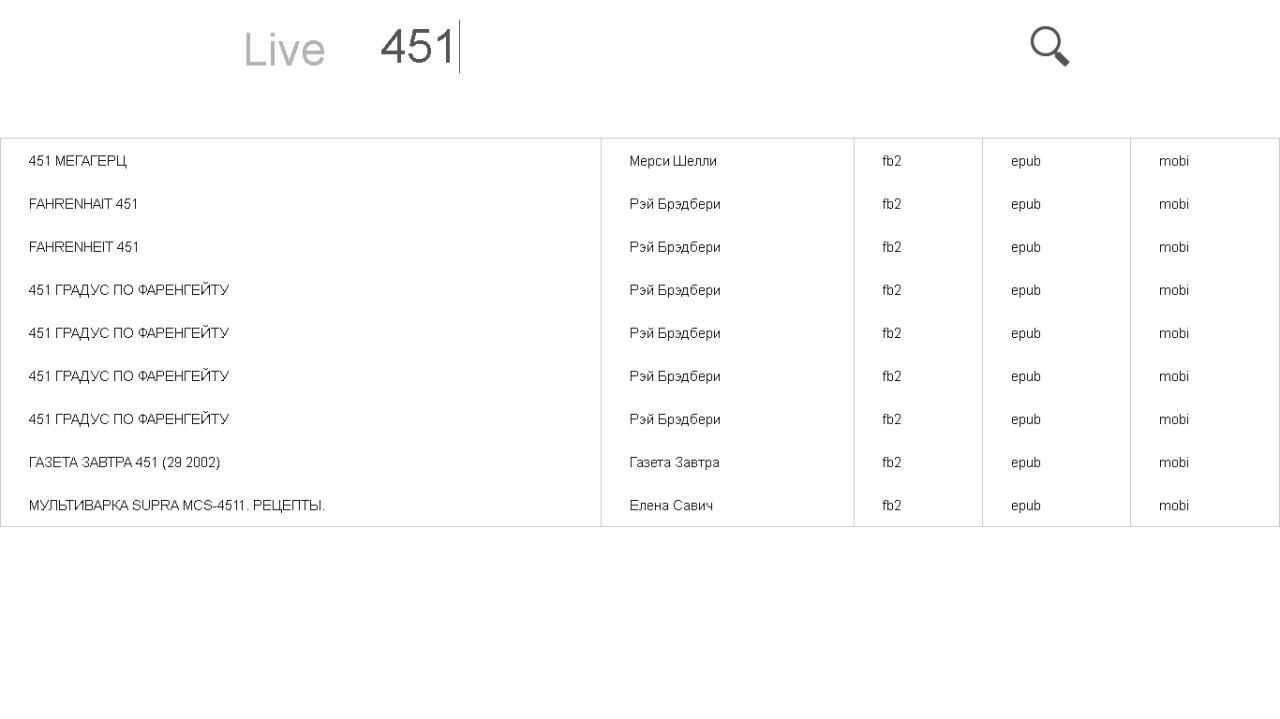 Live 451
451 МЕГАГЕРЦ Мерси Шелли fb2 epub mobi
FAHRENHAIT 451 Рэй Брэдбери fb2 epub mobi
FAHRENHEIT 451 Рэй Брэдбери fb2 epub mobi
451 ГРАДУС ПО ФАРЕНГЕЙТУ Рэй Брэдбери fb2 epub mobi
451 ГРАДУС ПО ФАРЕНГЕЙТУ Рэй Брэдбери fb2 epub mobi
451 ГРАДУС ПО ФАРЕНГЕЙТУ Рэй Брэдбери fb2 epub mobi
451 ГРАДУС ПО ФАРЕНГЕЙТУ Рэй Брэдбери fb2 epub mobi
ГАЗЕТА ЗАВТРА 451 (29 2002) Газета Завтра fb2 epub mobi
МУЛЬТИВАРКА SUPRA MCS-4511. РЕЦЕПТЫ. Елена Савич fb2 epub mobi